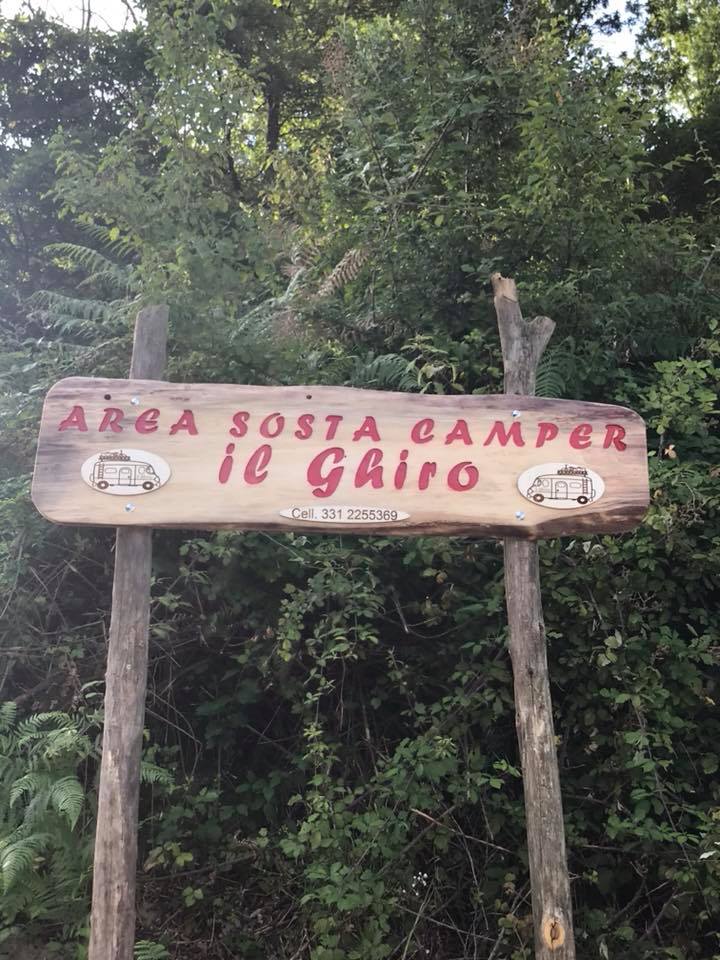 AREA SOSTA CAMPER
il Ghiro
Cell. 331 2255369